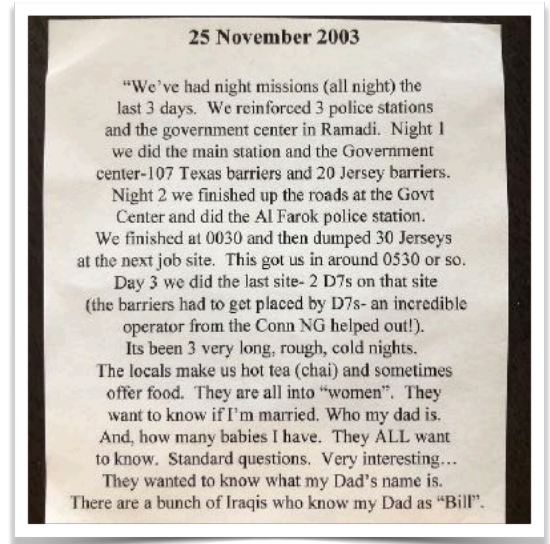 25 November 2003
“We’ve had night missions (all night) the
last 3 days.  We reinforced 3 police stations
and the government center in Ramadi.  Night 1
we did the main station and the Government
center-107 Texas barriers and 20 Jersey barriers.
Night 2 we finished up the roads at the Govt
Center and did the Al Farok police station.
We finished at 0030 and then dumped 30 Jerseys
at the next job site.  This got us in around 0530 or so.
Day 3 we did the last site- 2 D7s on that site
(the barriers had to get placed by D7s- an incredible
operator from the Conn NG helped out!).
Its been 3 very long, rough, cold nights.
The locals make us hot tea (chai) and sometimes
offer food.  They are all into “women”.  They
want to know if I’m married. Who my dad is.
And, how many babies I have.  They ALL want
to know.  Standard questions.  Very interesting…
They wanted to know what my Dad’s name is.
There are a bunch of Iraqis who know my Dad as “Bill”.